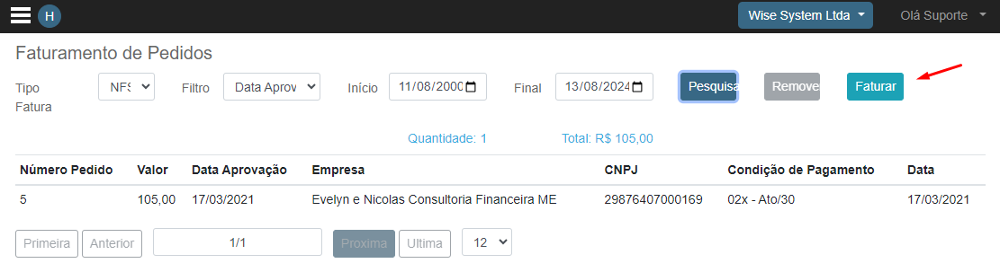 H Wise System Ltda Olá Suporte
Faturamento de Pedidos
Tipo Fatura NFS Filtro Data Aprov Início 11/08/2000 Final 13/08/2024 Pesquisa Remove Faturar
Quantidade: 1 Total: R$ 105,00
Número Pedido Valor Data Aprovação Empresa CNPJ Condição de Pagamento Data
5 105,00 17/03/2021 Evelyn e Nicolas Consultoria Financeira ME 29876407000169 02x - Ato/30 17/03/2021
Primeira Anterior 1/1 Proxima Ultima 12